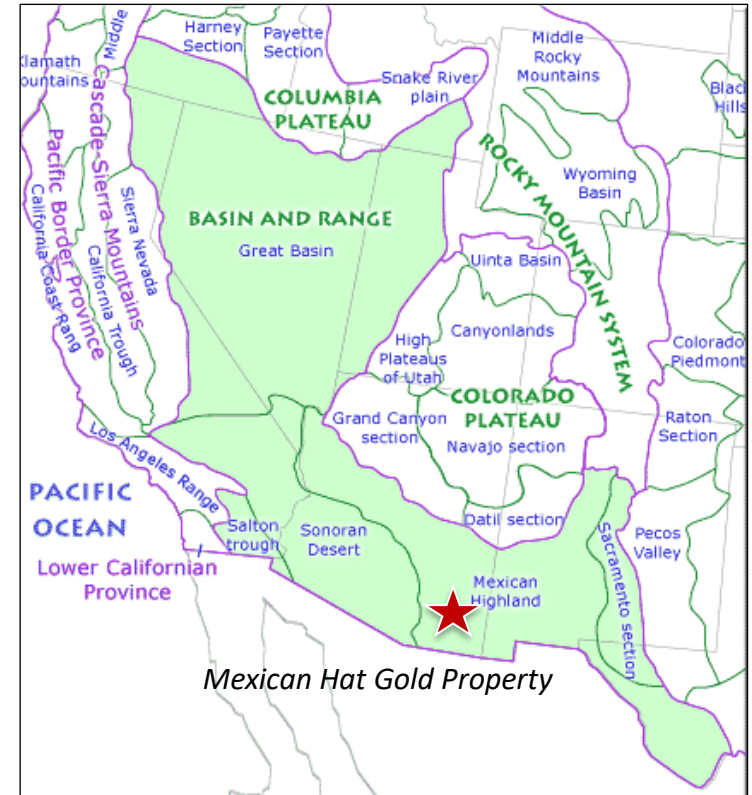 Harney
Section
Payette
Section
Middle
Middle
Rocky
Mountains
Klamath
ountains
Snake River
plain
Black
Hills
COLUMBIA
PLATEAU
Cascade-Sierra Mountains
ROCKY MOUNTAIN SYSTEM
Wyoming
Basin
Pacific Border Province
California Coast Rang
California Trough
Sierra Nevada
BASIN AND RANGE
Great Basin
Uinta Basin
Canyonlands
High
Plateaus
of Utah
Colorado
Piedmont
COLORADO
PLATEAU
Grand Canyon
section
Navajo section
Raton
Section
Los Angeles Range
PACIFIC
OCEAN
Salton
trough
Sonoran
Desert
Datil section
Sacramento section
Pecos
Valley
Lower Californian
Province
Mexican
Highland
Mexican Hat Gold Property